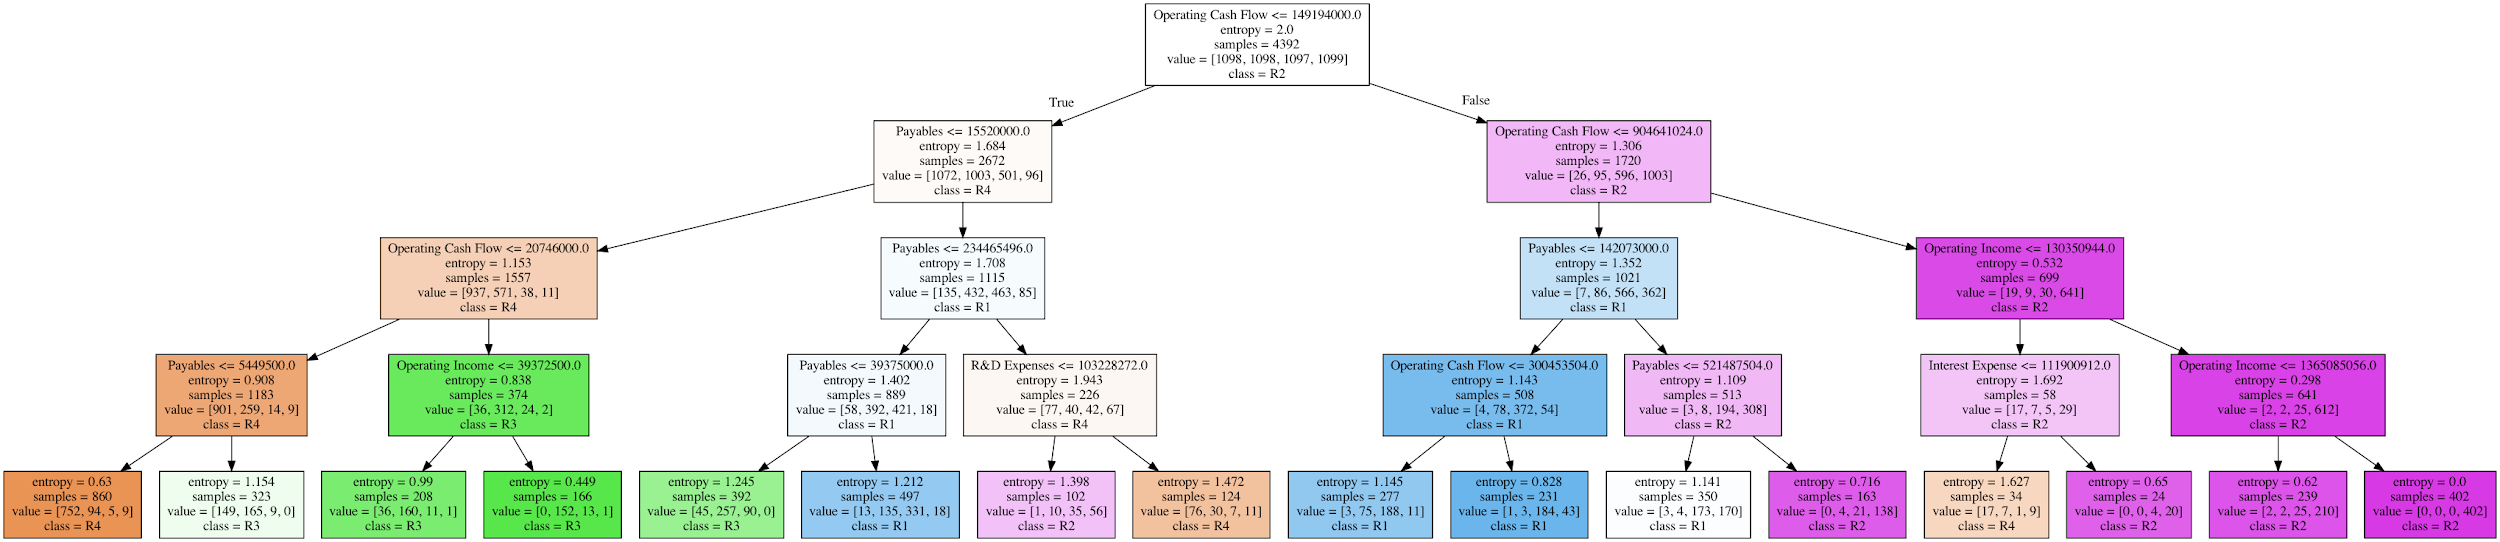 Operating Cash Flow <= 149194000.0
entropy = 2.0
samples = 4392
value = [1098, 1098, 1097, 1099]
class = R2
True
False
Payables <= 15520000.0
entropy = 1.684
samples = 2672
value = [1072, 1003, 501, 96]
class = R4
Operating Cash Flow <= 904641024.0
entropy = 1.306
samples = 1720
value = [26, 95, 596, 1003]
class = R2
Operating Cash Flow <= 20746000.0
entropy = 1.153
samples = 1557
value = [937, 571, 38, 11]
class = R4
Payables <= 234465496.0
entropy = 1.708
samples = 1115
value = [135, 432, 463, 85]
class = R1
Payables <= 142073000.0
entropy = 1.352
samples = 1021
value = [7, 86, 566, 362]
class = R1
Operating Income <= 130350944.0
entropy = 0.532
samples = 699
value = [19, 9, 30, 641]
class = R2
Payables <= 5449500.0
entropy = 0.908
samples = 1183
value = [901, 259, 14, 9]
class = R4
Operating Income <= 39372500.0
entropy = 0.838
samples = 374
value = [36, 312, 24, 2]
class = R3
Payables <= 39375000.0
entropy = 1.402
samples = 889
value = [58, 392, 421, 18]
class = R1
R&D Expenses <= 103228272.0
entropy = 1.943
samples = 226
value = [77, 40, 42, 67]
class = R4
Operating Cash Flow <= 300453504.0
entropy = 1.143
samples = 508
value = [4, 78, 372, 54]
class = R1
Payables <= 521487504.0
entropy = 1.109
samples = 513
value = [3, 8, 194, 308]
class = R2
Interest Expense <= 111900912.0
entropy = 1.692
samples = 58
value = [17, 7, 5, 29]
class = R2
Operating Income <= 1365085056.0
entropy = 0.298
samples = 641
value = [2, 2, 25, 612]
class = R2
entropy = 0.63
samples = 860
value = [752, 94, 5, 9]
class = R4
entropy = 1.154
samples = 323
value = [149, 165, 9, 0]
class = R3
entropy = 0.99
samples = 208
value = [36, 160, 11, 1]
class = R3
entropy = 0.449
samples = 166
value = [0, 152, 13, 1]
class = R3
entropy = 1.245
samples = 392
value = [45, 257, 90, 0]
class = R3
entropy = 1.212
samples = 497
value = [13, 135, 331, 18]
class = R1
entropy = 1.398
samples = 102
value = [1, 10, 35, 56]
class = R2
entropy = 1.472
samples = 124
value = [76, 30, 7, 11]
class = R4
entropy = 1.145
samples = 277
value = [3, 75, 188, 11]
class = R1
entropy = 0.828
samples = 231
value = [1, 3, 184, 43]
class = R1
entropy = 1.141
samples = 350
value = [3, 4, 173, 170]
class = R1
entropy = 0.716
samples = 163
value = [0, 4, 21, 138]
class = R2
entropy = 1.627
samples = 34
value = [17, 7, 1, 9]
class = R4
entropy = 0.65
samples = 24
value = [0, 0, 4, 20]
class = R2
entropy = 0.62
samples = 239
value = [2, 2, 25, 210]
class = R2
entropy = 0.0
samples = 402
value = [0, 0, 0, 402]
class = R2